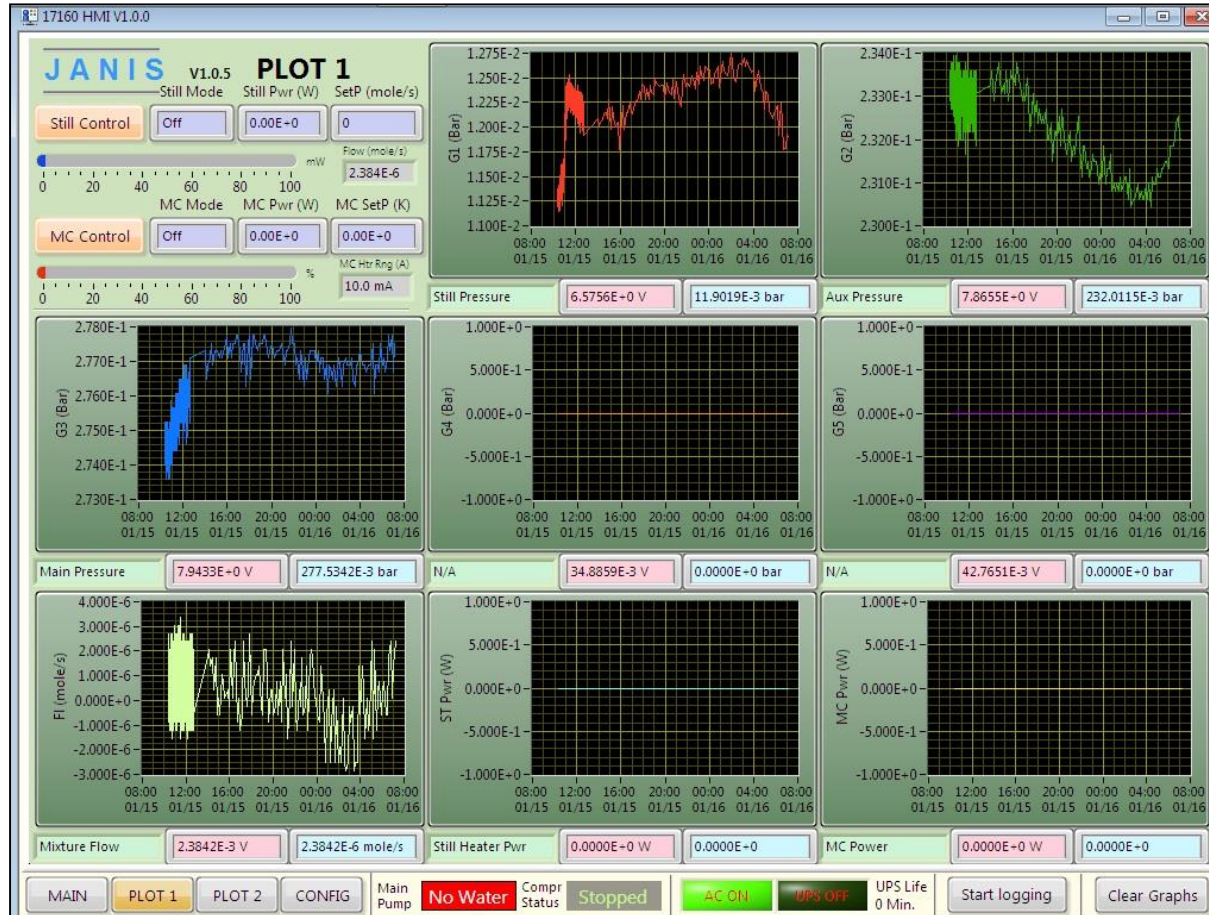 17160 HMI V1.0.0
JANIS V1.0.5 PLOT 1
Still Mode Still Pwr (W) SetP (mole/s)
Still Control Off 0.00E+0 0
mW Flow (mole/s)
0 20 40 60 80 100 2.384E-6
MC Mode MC Pwr (W) MC SetP (K)
MC Control Off 0.00E+0 0.00E+0
% MC Htr Rng (A)
0 20 40 60 80 100 10.0 mA
G1 (Bar)
1.275E-2
1.250E-2
1.225E-2
1.200E-2
1.175E-2
1.150E-2
1.125E-2
1.100E-2
08:00 12:00 16:00 20:00 00:00 04:00 08:00
01/15 01/15 01/15 01/15 01/16 01/16 01/16
Still Pressure 6.5756E+0 V 11.9019E-3 bar
G2 (Bar)
2.340E-1
2.330E-1
2.320E-1
2.310E-1
2.300E-1
08:00 12:00 16:00 20:00 00:00 04:00 08:00
01/15 01/15 01/15 01/15 01/16 01/16 01/16
Aux Pressure 7.8655E+0 V 232.0115E-3 bar
G3 (Bar)
2.780E-1
2.770E-1
2.760E-1
2.750E-1
2.740E-1
2.730E-1
08:00 12:00 16:00 20:00 00:00 04:00 08:00
01/15 01/15 01/15 01/15 01/16 01/16 01/16
Main Pressure 7.9433E+0 V 277.5342E-3 bar
G4 (Bar)
1.000E+0
5.000E-1
0.000E+0
-5.000E-1
-1.000E+0
08:00 12:00 16:00 20:00 00:00 04:00 08:00
01/15 01/15 01/15 01/15 01/16 01/16 01/16
N/A 34.8859E-3 V 0.0000E+0 bar
G5 (Bar)
1.000E+0
5.000E-1
0.000E+0
-5.000E-1
-1.000E+0
08:00 12:00 16:00 20:00 00:00 04:00 08:00
01/15 01/15 01/15 01/15 01/16 01/16 01/16
N/A 42.7651E-3 V 0.0000E+0 bar
FI (mole/s)
4.000E-6
3.000E-6
2.000E-6
1.000E-6
0.000E+0
-1.000E-6
-2.000E-6
-3.000E-6
08:00 12:00 16:00 20:00 00:00 04:00 08:00
01/15 01/15 01/15 01/15 01/16 01/16 01/16
Mixture Flow 2.3842E-3 V 2.3842E-6 mole/s
ST Pwr (W)
1.000E+0
5.000E-1
0.000E+0
-5.000E-1
-1.000E+0
08:00 12:00 16:00 20:00 00:00 04:00 08:00
01/15 01/15 01/15 01/15 01/16 01/16 01/16
Still Heater Pwr 0.0000E+0 W 0.0000E+0
MC Pwr (W)
1.000E+0
5.000E-1
0.000E+0
-5.000E-1
-1.000E+0
08:00 12:00 16:00 20:00 00:00 04:00 08:00
01/15 01/15 01/15 01/15 01/16 01/16 01/16
MC Power 0.0000E+0 W 0.0000E+0
MAIN PLOT 1 PLOT 2 CONFIG
Main
Pump
No Water
Compr
Status
Stopped
AC ON
UPS OFF
UPS Life
0 Min.
Start logging
Clear Graphs